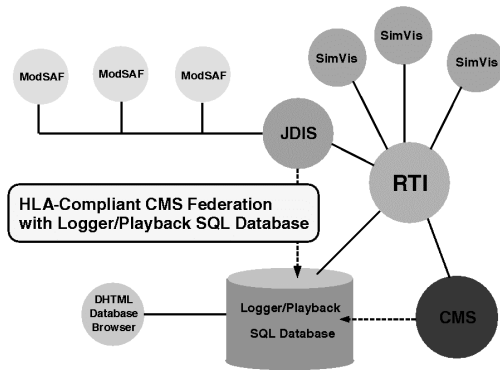 SimVis
SimVis
SimVis
ModSAF
ModSAF
ModSAF
JDIS
RTI
HLA-Compliant CMS Federation
with Logger/Playback SQL Database
DHTML
Database
Browser
Logger/Playback
SQL Database
CMS